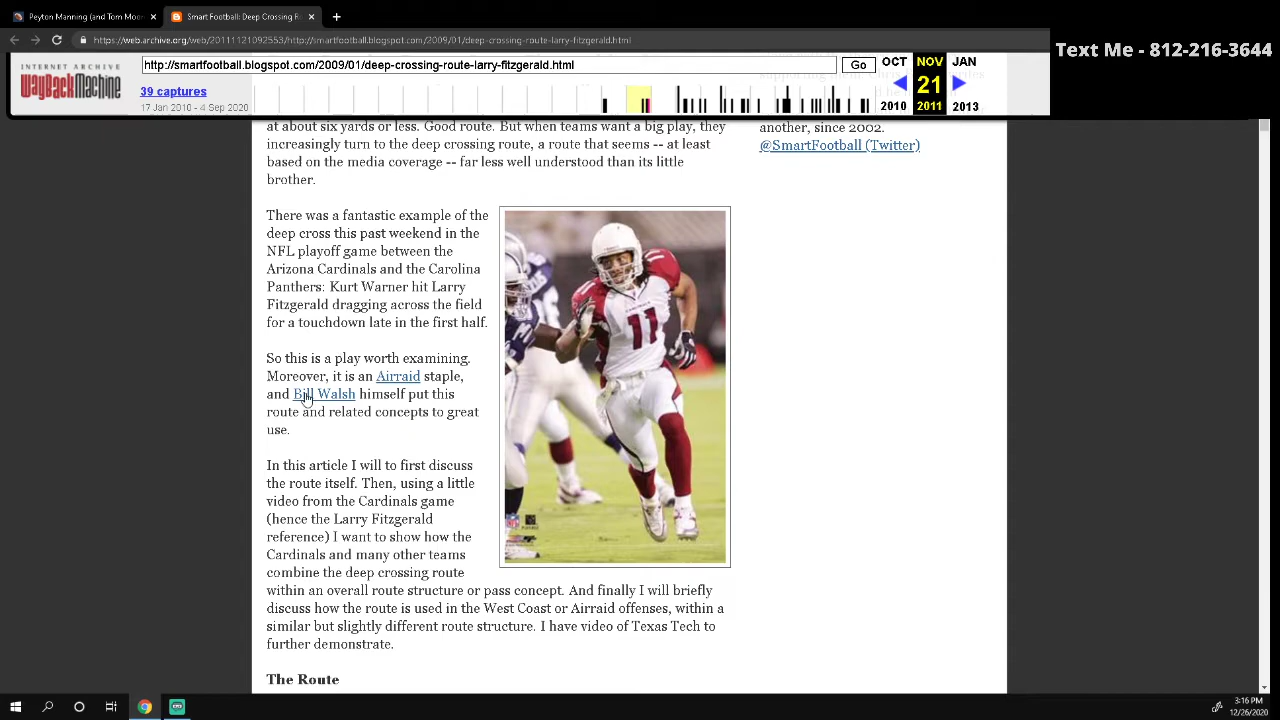 Peyton Manning (and Tom Moo
Smart Football: Deep Crossing Ro
https://web.archive.org/web/20111121092553/http://smartfootball.blogspot.com/2009/01/deep-crossing-route-larry-fitzgerald.html
Text Me - 812-216-3644
INTERNET ARCHIVE
WayBackMachine
http://smartfootball.blogspot.com/2009/01/deep-crossing-route-larry-fitzgerald.html
Go
OCT NOV JAN
39 captures
21
17 Jan 2010 - 4 Sep 2020
2010 2011 2013
at about six yards or less. Good route. But when teams want a big play, they
increasingly turn to the deep crossing route, a route that seems -- at least
based on the media coverage -- far less well understood than its little
brother.
another, since 2002.
@SmartFootball (Twitter)
There was a fantastic example of the
deep cross this past weekend in the
NFL playoff game between the
Arizona Cardinals and the Carolina
Panthers: Kurt Warner hit Larry
Fitzgerald dragging across the field
for a touchdown late in the first half.
So this is a play worth examining.
Moreover, it is an Airraid staple,
and Bill Walsh himself put this
route and related concepts to great
use.
In this article I will to first discuss
the route itself. Then, using a little
video from the Cardinals game
(hence the Larry Fitzgerald
reference) I want to show how the
Cardinals and many other teams
combine the deep crossing route
within an overall route structure or pass concept. And finally I will briefly
discuss how the route is used in the West Coast or Airraid offenses, within a
similar but slightly different route structure. I have video of Texas Tech to
further demonstrate.
11
The Route
3:16 PM
12/26/2020